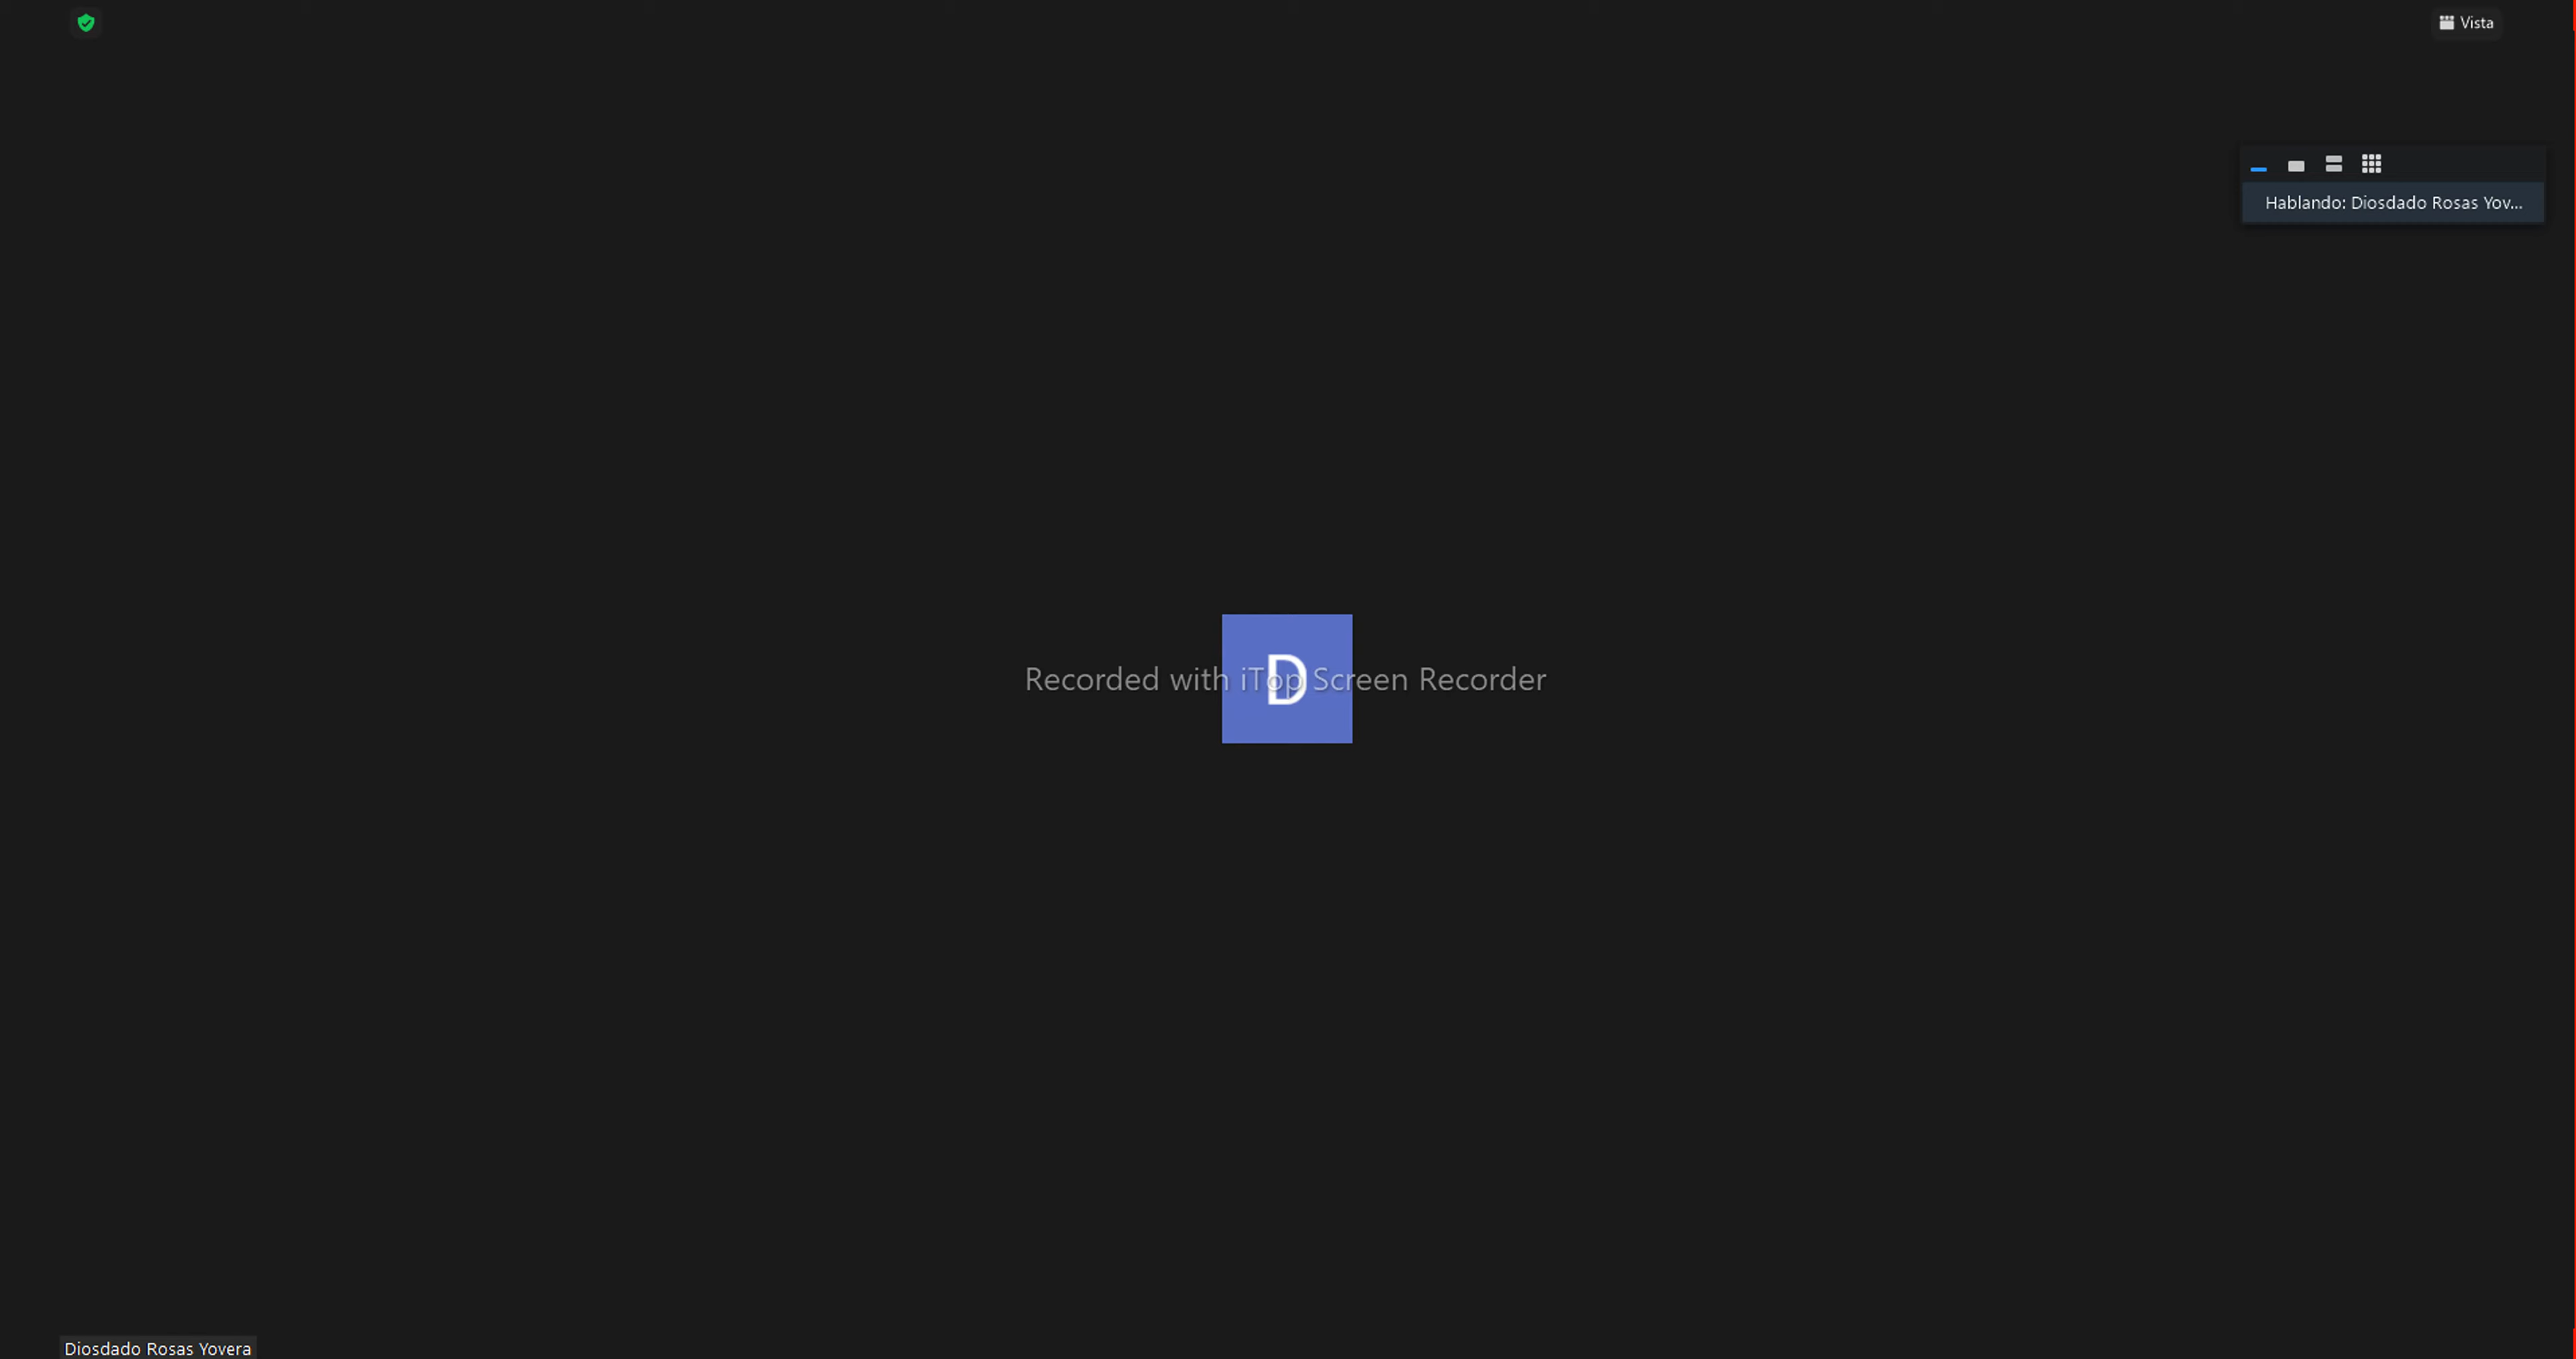 Vista
Hablando: Diosdado Rosas Yov...
D
Recorded with iTop Screen Recorder
Diosdado Rosas Yovera